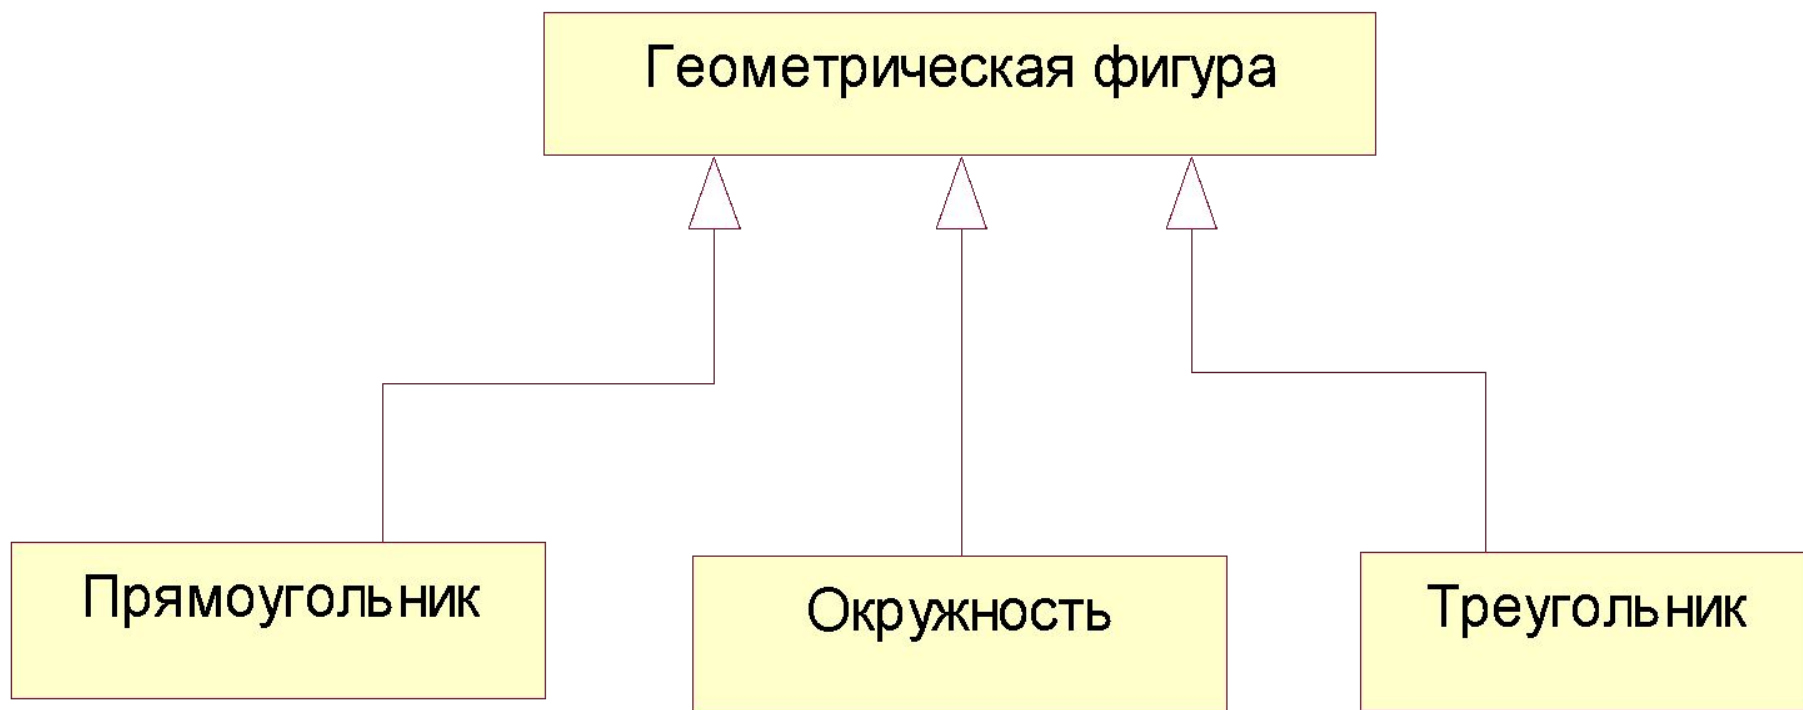 Геометрическая фигура
Прямоугольник
Окружность
Треугольник